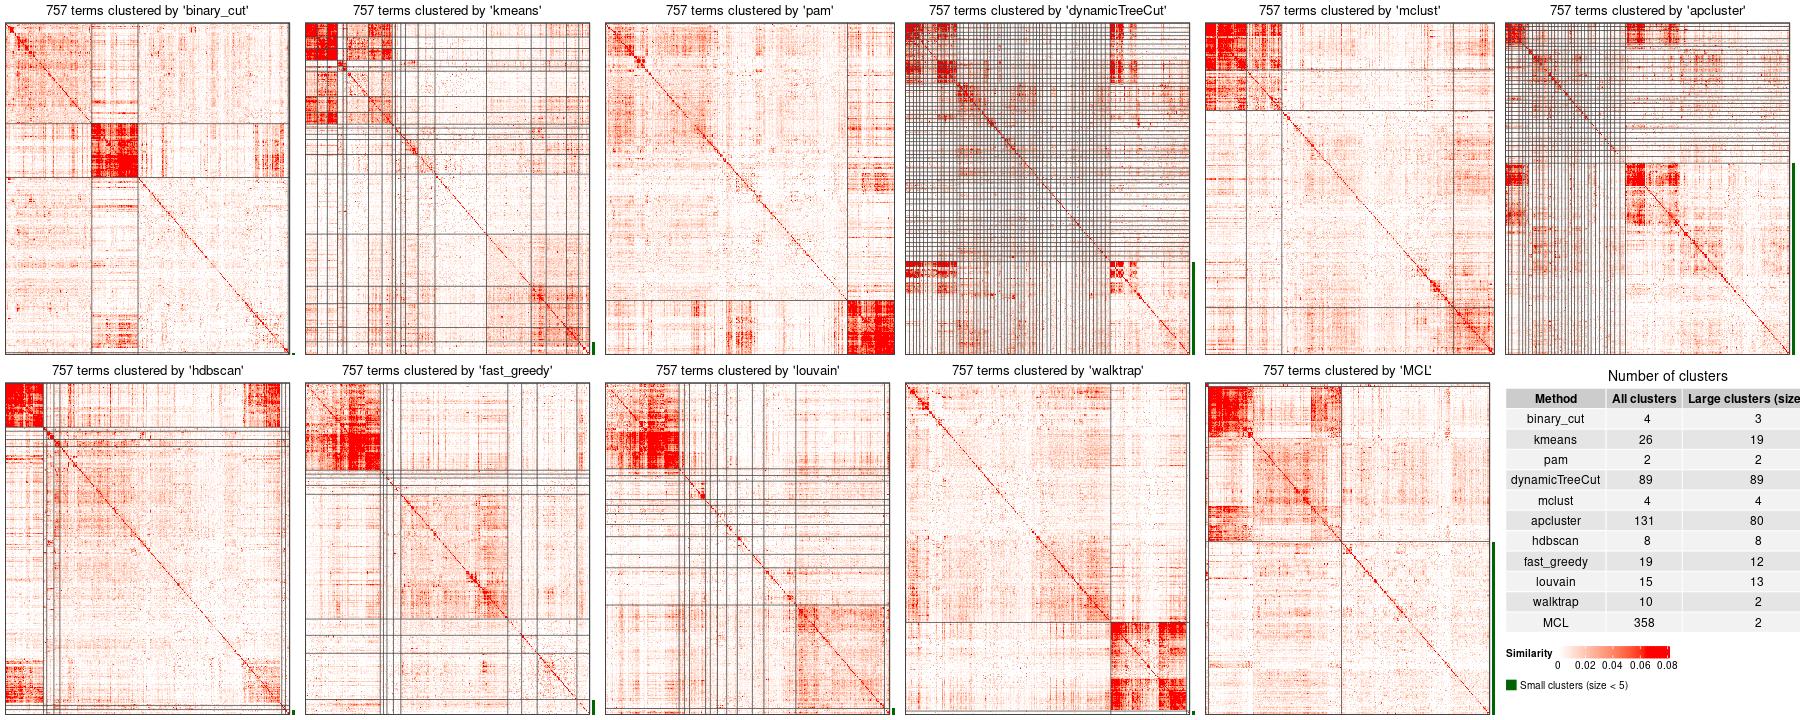 757 terms clustered by 'binary_cut'
757 terms clustered by 'kmeans'
757 terms clustered by 'pam'
757 terms clustered by 'dynamicTreeCut'
757 terms clustered by 'mclust'
757 terms clustered by 'apcluster'
757 terms clustered by 'hdbscan'
757 terms clustered by 'fast_greedy'
757 terms clustered by 'louvain'
757 terms clustered by 'walktrap'
757 terms clustered by 'MCL'
Number of clusters
Method All clusters Large clusters (size
binary_cut 4 3
kmeans 26 19
pam 2 2
dynamicTreeCut 89 89
mclust 4 4
apcluster 131 80
hdbscan 8 8
fast_greedy 19 12
louvain 15 13
walktrap 10 2
MCL 358 2
Similarity
0 0.02 0.04 0.06 0.08
Small clusters (size < 5)